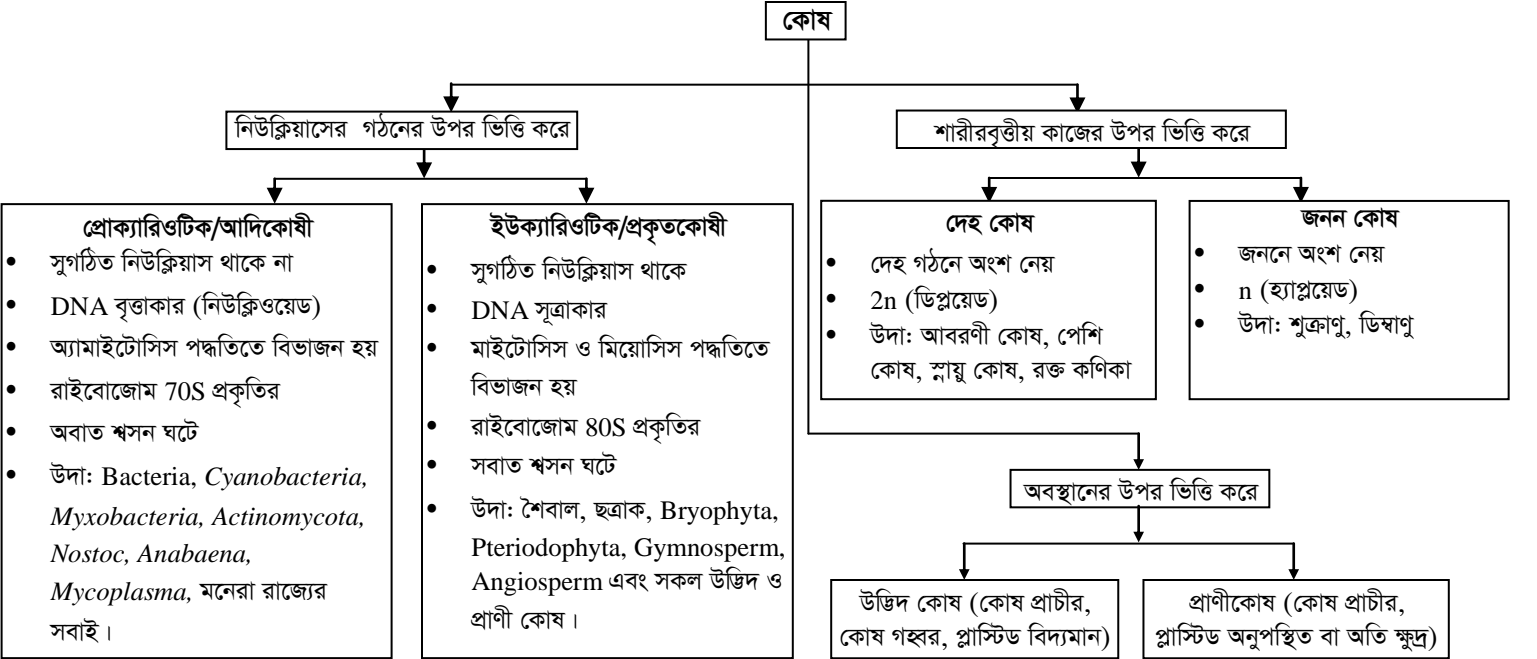 কোষ
নিউক্লিয়াসের গঠনের উপর ভিত্তি করে
শারীরবৃত্তীয় কাজের উপর ভিত্তি করে
প্রোক্যারিওটিক/আদিকোষী
• সুগঠিত নিউক্লিয়াস থাকে না
• DNA বৃত্তাকার (নিউক্লিওয়েড)
• অ্যামাইটোসিস পদ্ধতিতে বিভাজন হয়
• রাইবোজোম 70S প্রকৃতির
• অবাত শ্বসন ঘটে
• উদা: Bacteria, Cyanobacteria,
Myxobacteria, Actinomycota,
Nostoc, Anabaena,
Mycoplasma, মনেরা রাজ্যের
সবাই।
ইউক্যারিওটিক/প্রকৃতকোষী
• সুগঠিত নিউক্লিয়াস থাকে
• DNA সূত্রাকার
• মাইটোসিস ও মিয়োসিস পদ্ধতিতে
বিভাজন হয়
• রাইবোজোম 80S প্রকৃতির
• সবাত শ্বসন ঘটে
• উদা: শৈবাল, ছত্রাক, Bryophyta,
Pteriodophyta, Gymnosperm,
Angiosperm এবং সকল উদ্ভিদ ও
প্রাণী কোষ।
দেহ কোষ
• দেহ গঠনে অংশ নেয়
• 2n (ডিপ্লয়েড)
• উদা: আবরণী কোষ, পেশি
কোষ, স্নায়ু কোষ, রক্ত কণিকা
জনন কোষ
• জননে অংশ নেয়
• n (হ্যাপ্লয়েড)
• উদা: শুক্রাণু, ডিম্বাণু
অবস্থানের উপর ভিত্তি করে
উদ্ভিদ কোষ (কোষ প্রাচীর,
কোষ গহ্বর, প্লাস্টিড বিদ্যমান)
প্রাণীকোষ (কোষ প্রাচীর,
প্লাস্টিড অনুপস্থিত বা অতি ক্ষুদ্র)